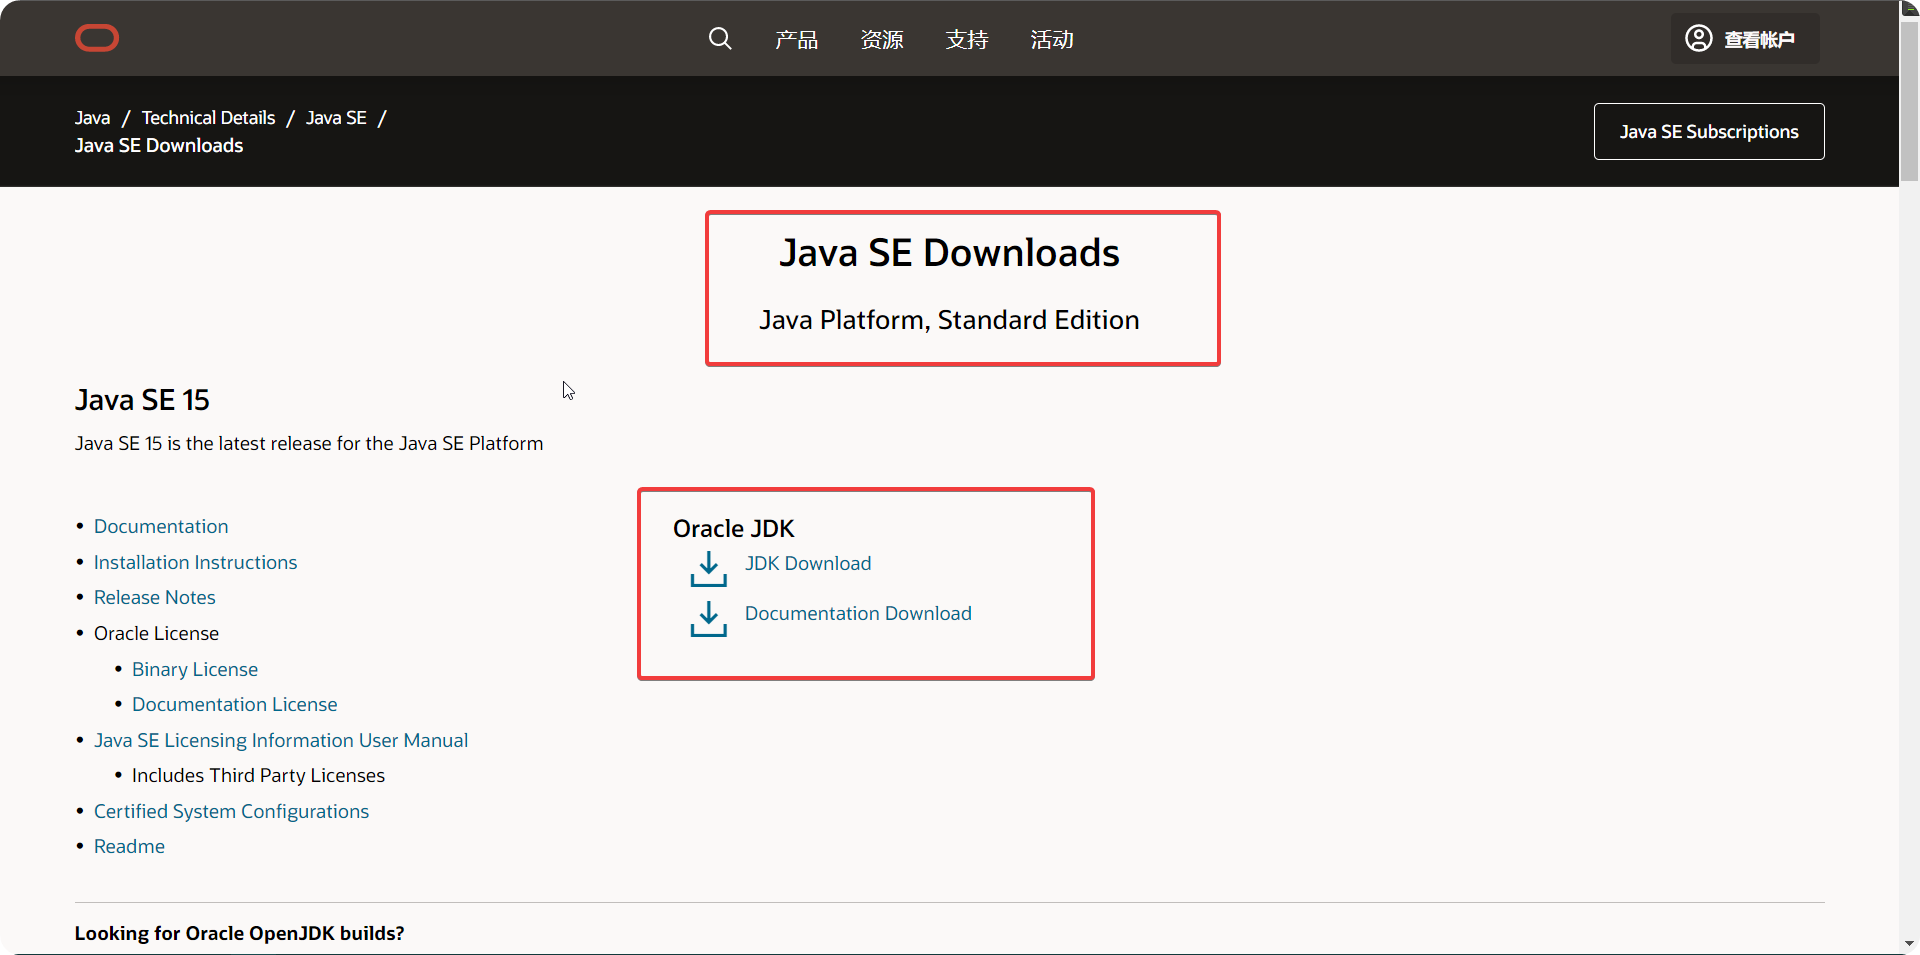 产品 资源 支持 活动 查看帐户
Java / Technical Details / Java SE /
Java SE Downloads
Java SE Subscriptions
Java SE Downloads
Java Platform, Standard Edition
Java SE 15
Java SE 15 is the latest release for the Java SE Platform
• Documentation
• Installation Instructions
• Release Notes
• Oracle License
• Binary License
• Documentation License
• Java SE Licensing Information User Manual
• Includes Third Party Licenses
• Certified System Configurations
• Readme
Oracle JDK
JDK Download
Documentation Download
Looking for Oracle OpenJDK builds?